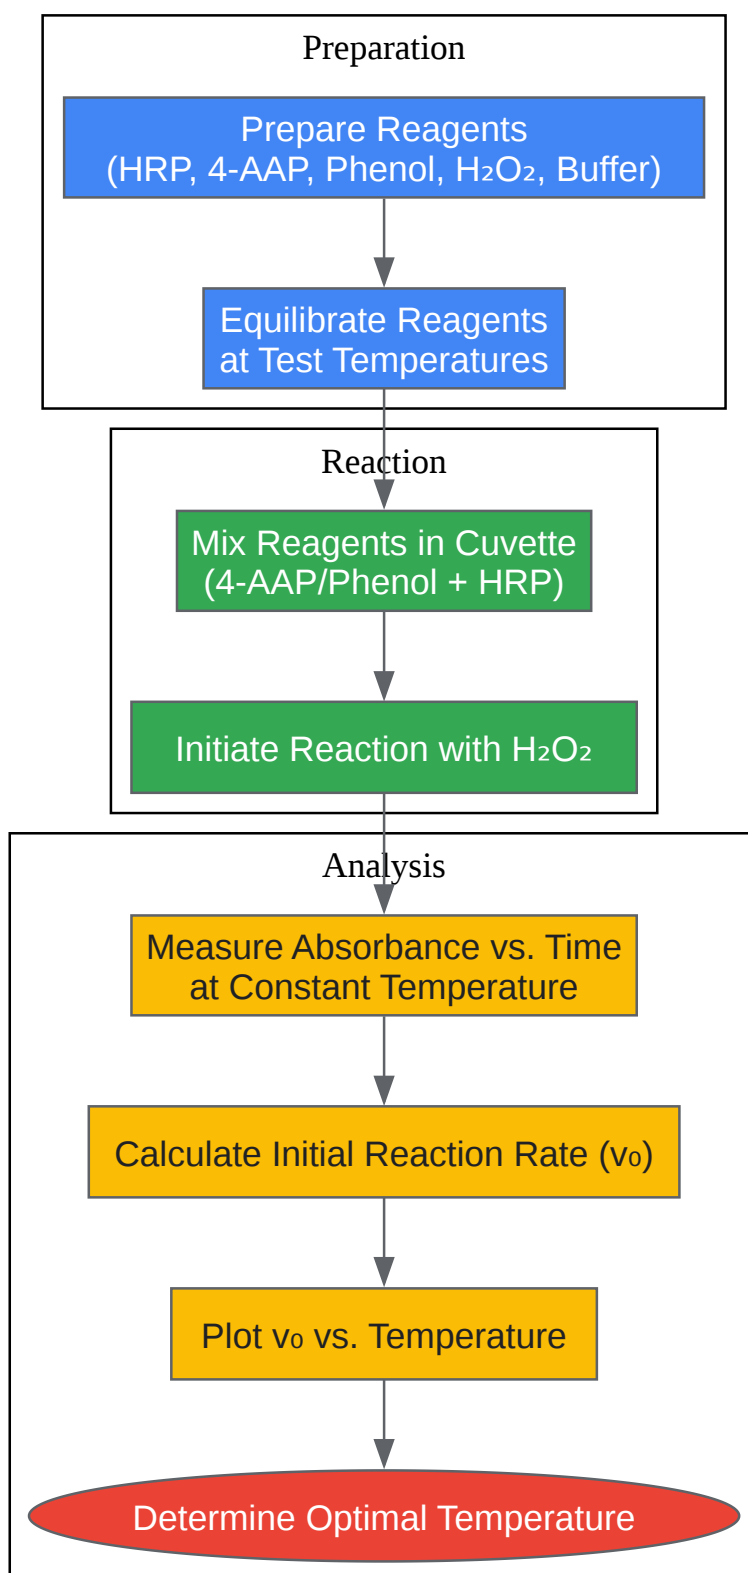 Preparation
Prepare Reagents
(HRP, 4-AAP, Phenol, H₂O₂, Buffer)
Equilibrate Reagents
at Test Temperatures
Reaction
Mix Reagents in Cuvette
(4-AAP/Phenol + HRP)
Initiate Reaction with H₂O₂
Analysis
Measure Absorbance vs. Time
at Constant Temperature
Calculate Initial Reaction Rate (v₀)
Plot v₀ vs. Temperature
Determine Optimal Temperature